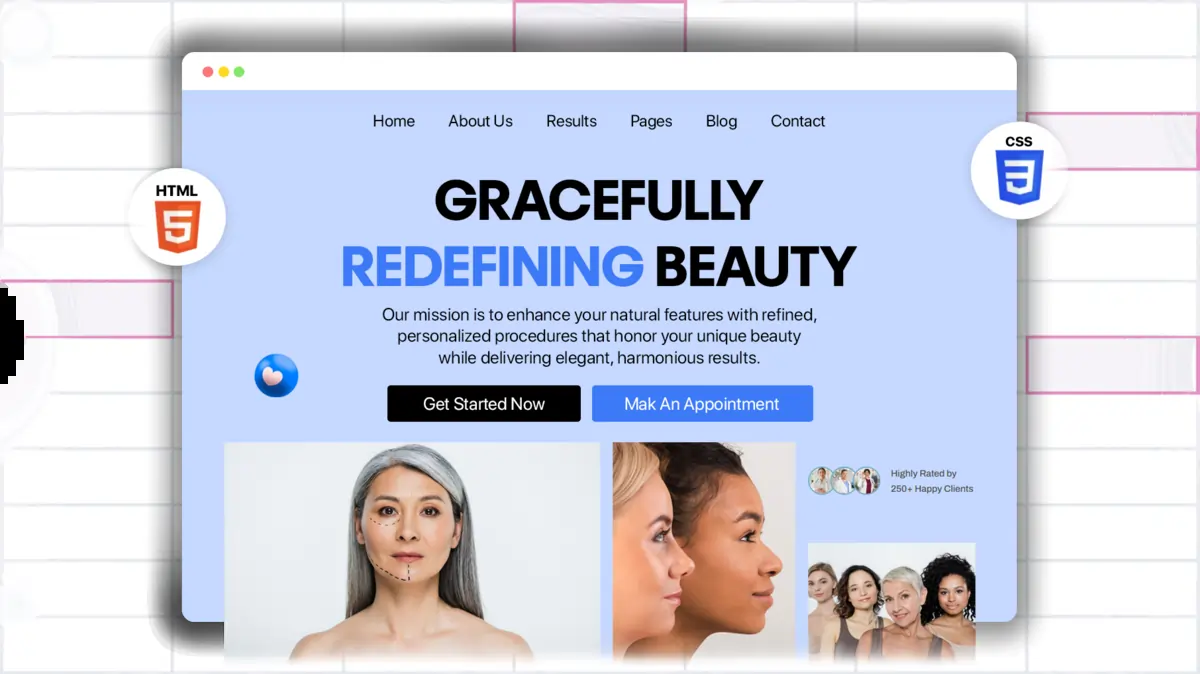 Home About Us Results Pages Blog Contact
CSS
3
HTML
5
GRACEFULLY
REDEFINING BEAUTY
Our mission is to enhance your natural features with refined,
personalized procedures that honor your unique beauty
while delivering elegant, harmonious results.
Get Started Now
Mak An Appointment
Highly Rated by
250+ Happy Clients